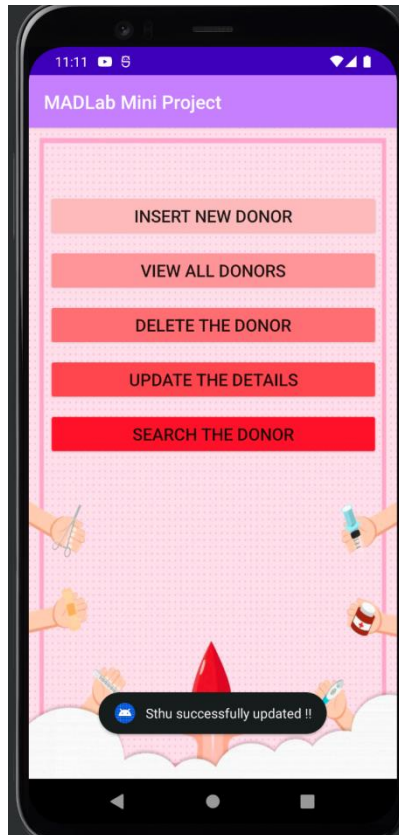 11:11
MADLab Mini Project
INSERT NEW DONOR
VIEW ALL DONORS
DELETE THE DONOR
UPDATE THE DETAILS
SEARCH THE DONOR
Sthu successfully updated !!